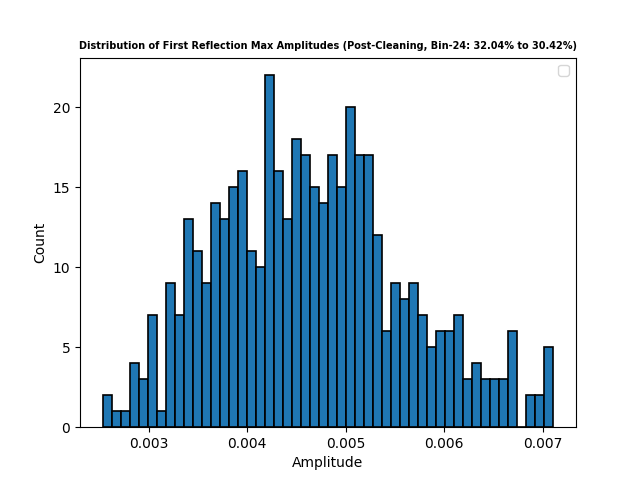 Distribution of First Reflection Max Amplitudes (Post-Cleaning, Bin-24: 32.04% to 30.42%)
20
15
10
5
0
Count
0.003 0.004 0.005 0.006 0.007
Amplitude